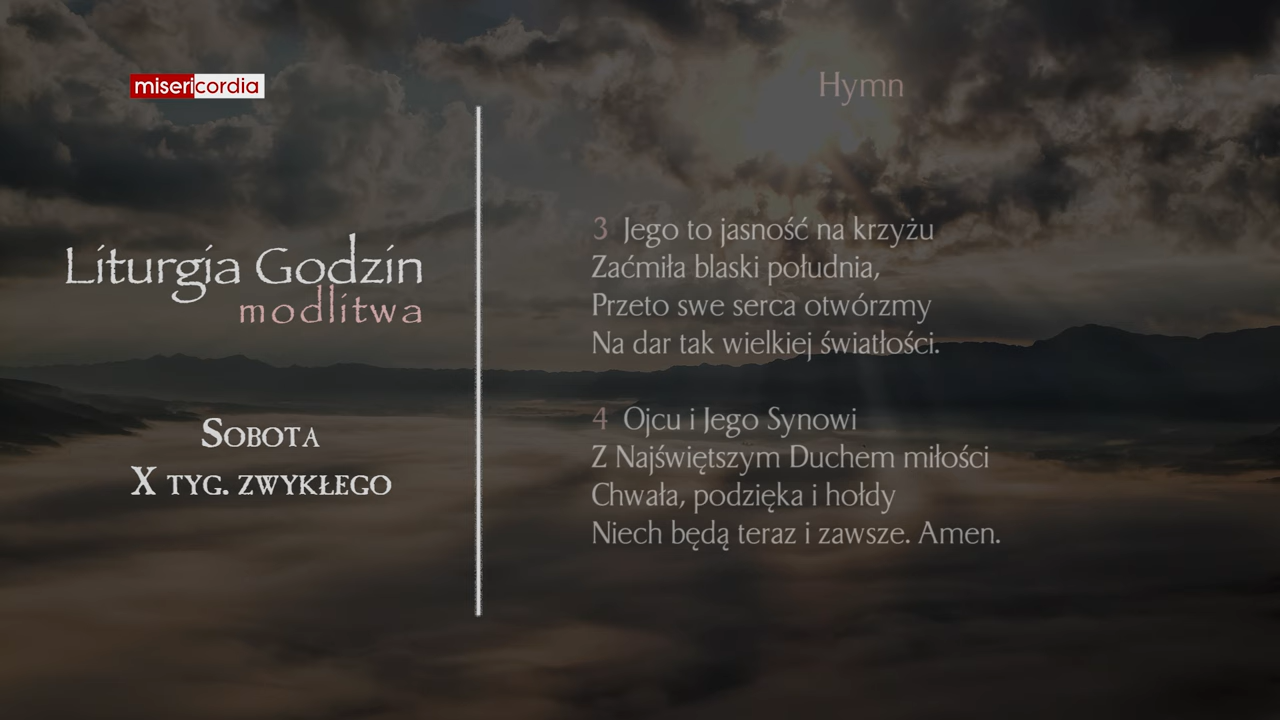 misericordia
Liturgia Godzin
modlitwa
Sobota
X tyg. zwykłego
Hymn
3 Jego to jasność na krzyżu
Zaćmiła blaski południa,
Przeto swe serca otwórzmy
Na dar tak wielkiej światłości.
4 Ojcu i Jego Synowi
Z Najświętszym Duchem miłości
Chwała, podzięka i hołdy
Niech będą teraz i zawsze. Amen.